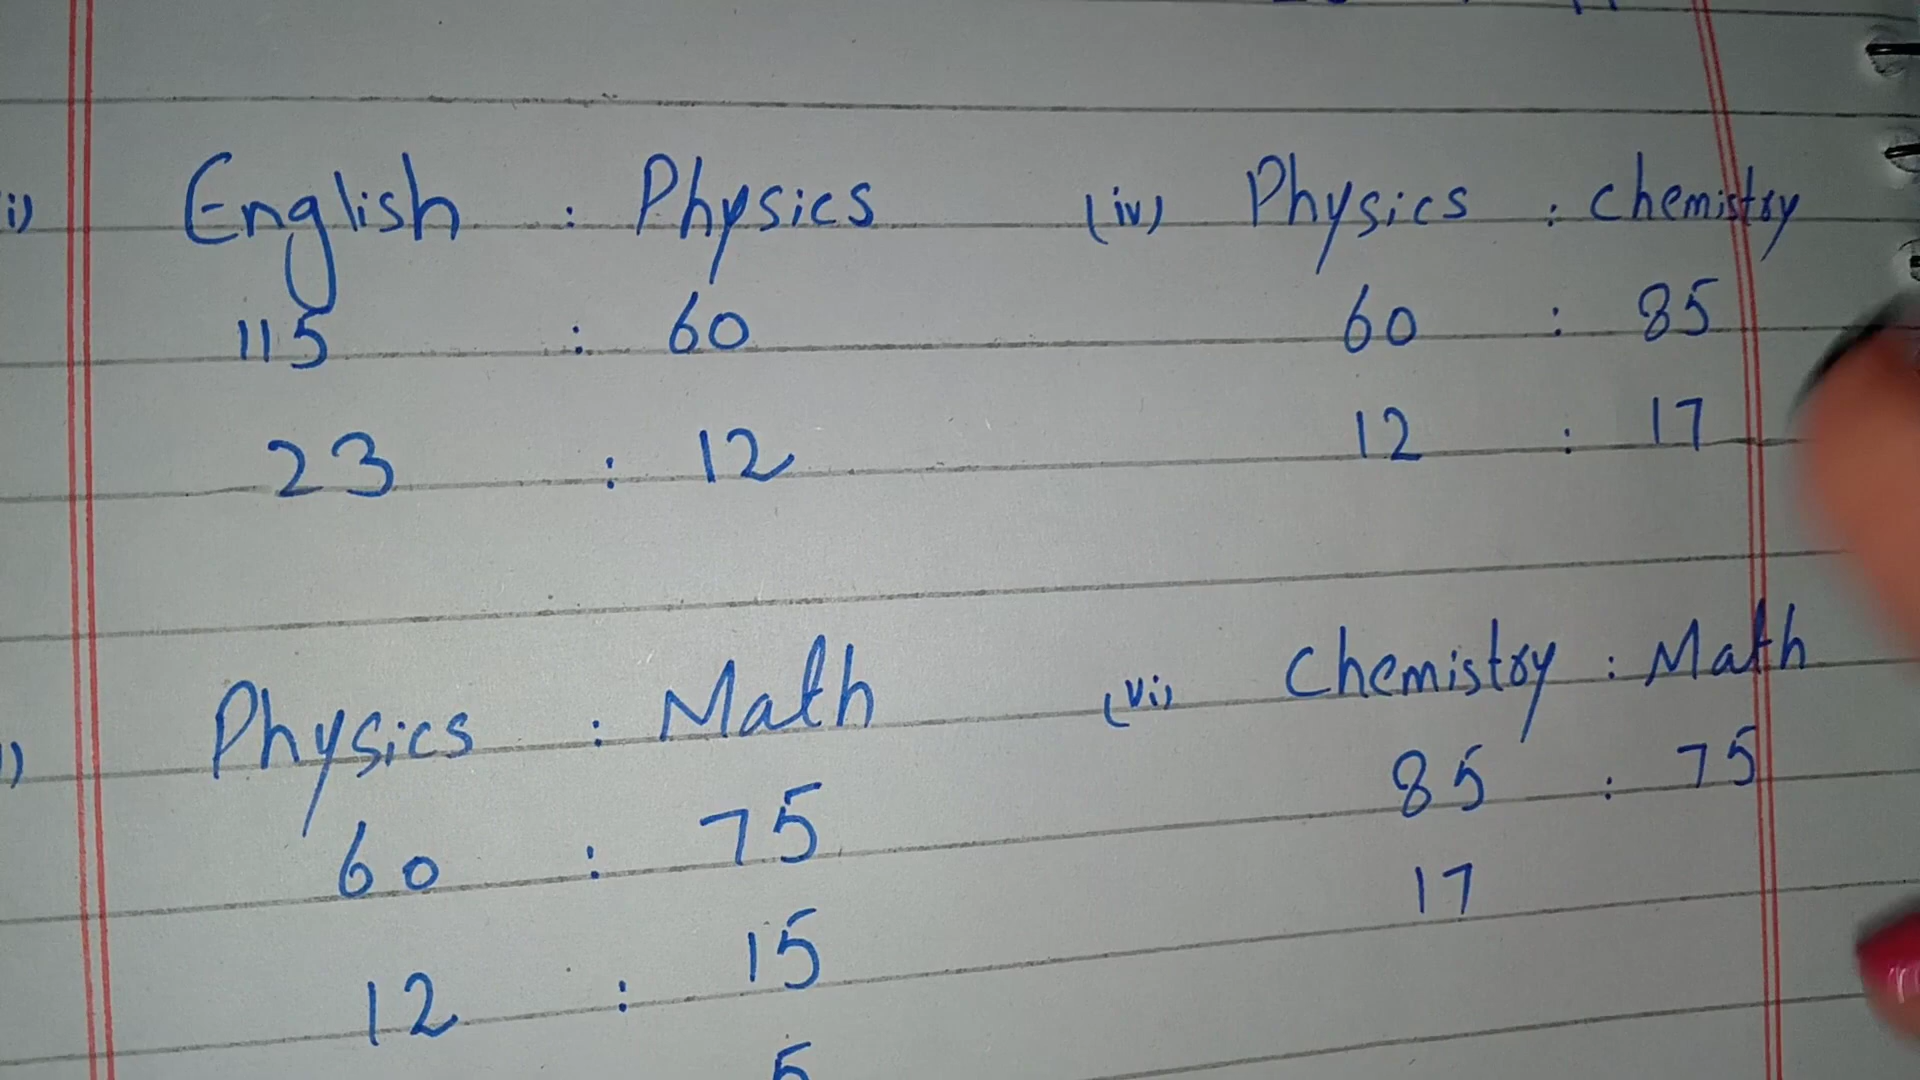 i) English : Physics
115 : 60
23 : 12
(iv) Physics : Chemistry
60 : 85
12 : 17
) Physics : Math
60 : 75
12 : 15
5
(vi) Chemistry : Math
85 : 75
17